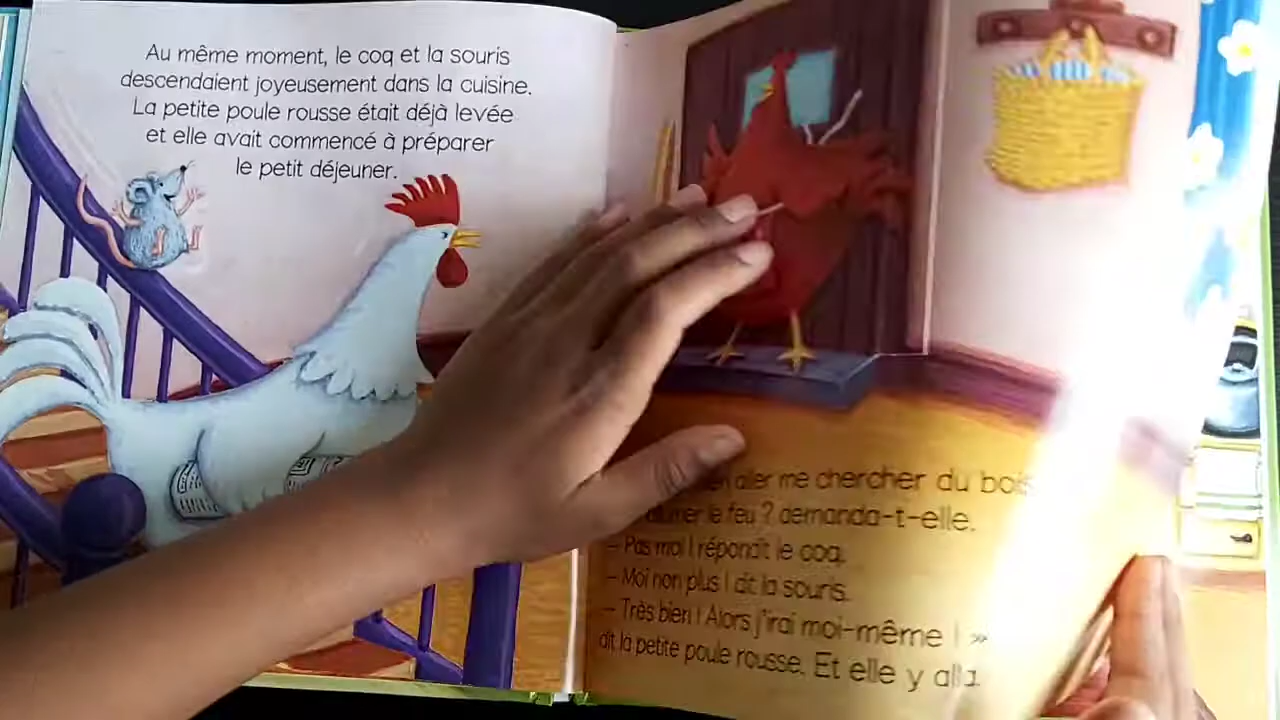 Au même moment, le coq et la souris
descendaient joyeusement dans la cuisine.
La petite poule rousse était déjà levée
et elle avait commencé à préparer
le petit déjeuner.
me chercher du bois
le feu ? demanda-t-elle.
– Pas moi ! répondit le coq.
– Moi non plus ! dit la souris.
– Très bien ! Alors j'irai moi-même ! »
dit la petite poule rousse. Et elle y alla.